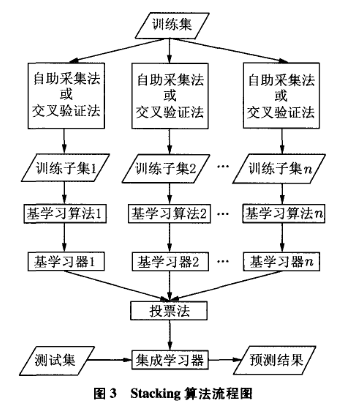 训练集
自助采集法 自助采集法 自助采集法
或 或 或
交叉验证法 交叉验证法 交叉验证法
训练子集1 训练子集2 … 训练子集n
基学习算法1 基学习算法2 … 基学习算法n
基学习器1 基学习器2 … 基学习器n
投票法
测试集 集成学习器 预测结果
图 3 Stacking 算法流程图